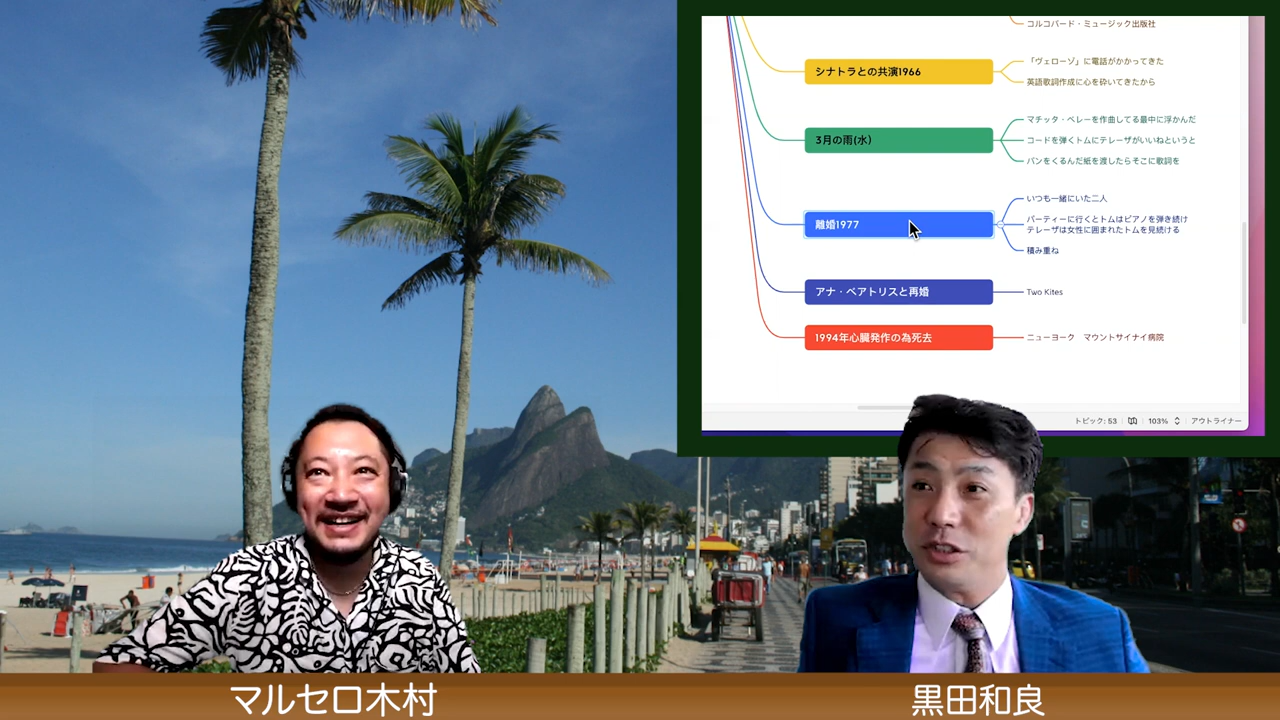 コルコバード・ミュージック出版社
シナトラとの共演1966
「ヴェローゾ」に電話がかかってきた
英語歌詞作成に心を砕いてきたから
3月の雨(水)
マチッタ・ペレーを作曲してる最中に浮かんだ
コードを弾くトムにテレーザがいいねというと
パンをくるんだ紙を渡したらそこに歌詞を
離婚1977
いつも一緒にいた二人
パーティーに行くとトムはピアノを弾き続け
テレーザは女性に囲まれたトムを見続ける
積み重ね
アナ・ベアトリスと再婚
Two Kites
1994年心臓発作の為死去
ニューヨーク　マウントサイナイ病院
トピック: 53
103%
アウトライナー
マルセロ木村
黒田和良